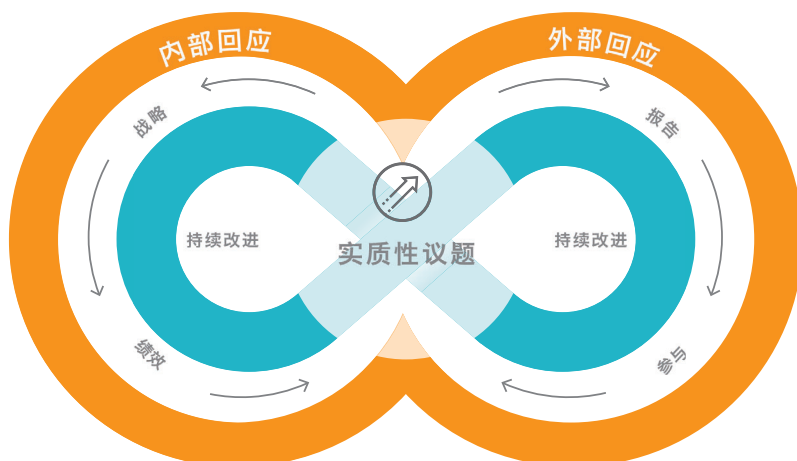 内部回应
外部回应
战略
报告
持续改进
持续改进
实质性议题
绩效
参与